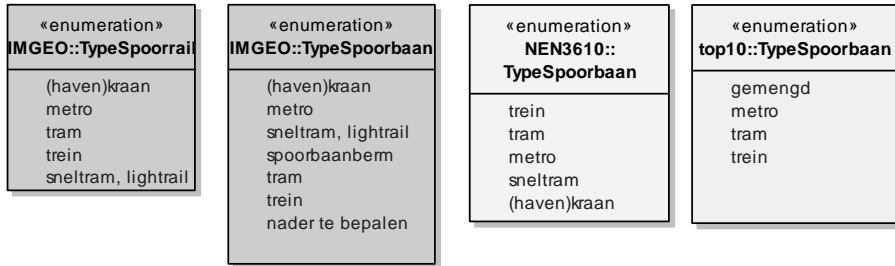 «enumeration»
IMGEO::TypeSpoorrail
(haven)kraan
metro
tram
trein
sneltram, lightrail
«enumeration»
IMGEO::TypeSpoorbaan
(haven)kraan
metro
sneltram, lightrail
spoorbaanberm
tram
trein
nader te bepalen
«enumeration»
NEN3610::
TypeSpoorbaan
trein
tram
metro
sneltram
(haven)kraan
«enumeration»
top10::TypeSpoorbaan
gemengd
metro
tram
trein